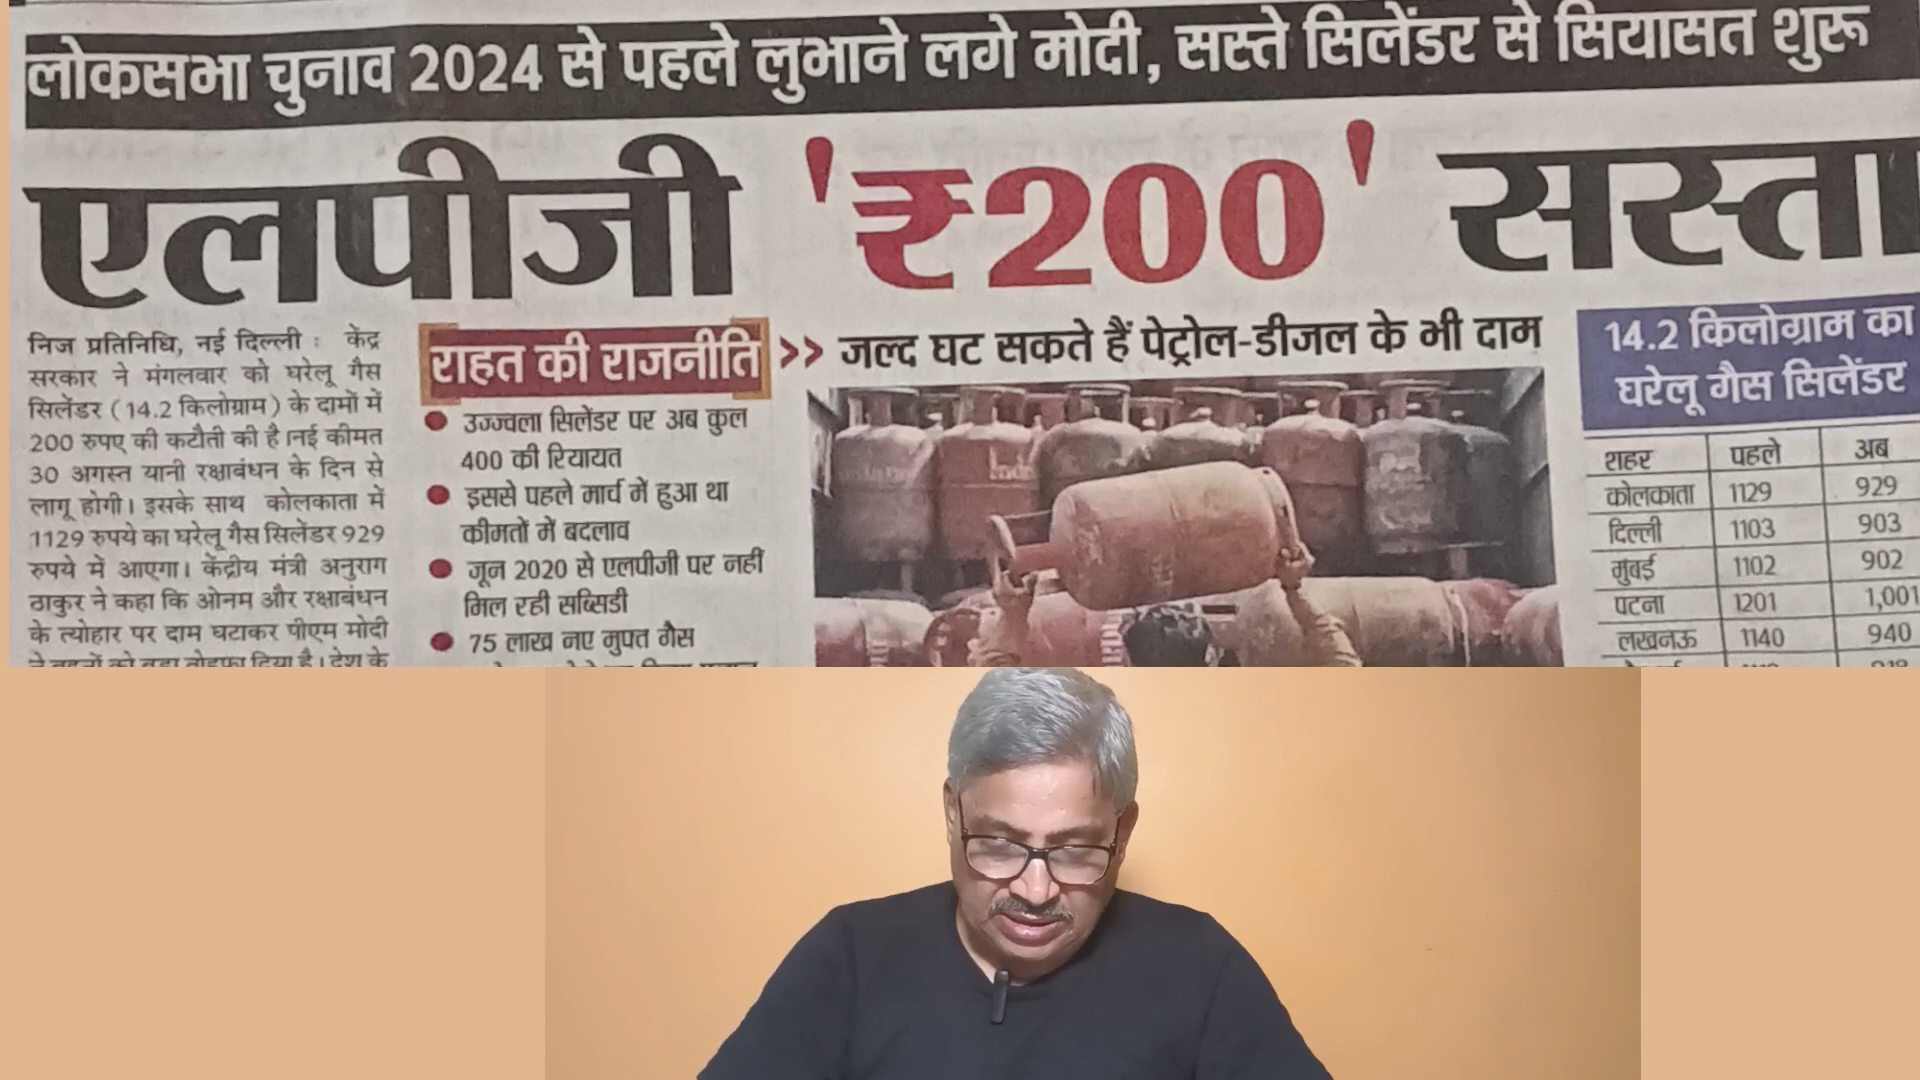 लोकसभा चुनाव 2024 से पहले लुभाने लगे मोदी, सस्ते सिलेंडर से सियासत शुरू
एलपीजी '₹200' सस्ता
निज प्रतिनिधि, नई दिल्ली : केंद्र
सरकार ने मंगलवार को घरेलू गैस
सिलेंडर (14.2 किलोग्राम) के दामों में
200 रुपए की कटौती की है।नई कीमत
30 अगस्त यानी रक्षाबंधन के दिन से
लागू होगी। इसके साथ कोलकाता में
1129 रुपये का घरेलू गैस सिलेंडर 929
रुपये में आएगा। केंद्रीय मंत्री अनुराग
ठाकुर ने कहा कि ओनम और रक्षाबंधन
के त्योहार पर दाम घटाकर पीएम मोदी
ने बहनों को बड़ा तोहफा दिया है। देश के
राहत की राजनीति
● उज्ज्वला सिलेंडर पर अब कुल
400 की रियायत
● इससे पहले मार्च में हुआ था
कीमतों में बदलाव
● जून 2020 से एलपीजी पर नहीं
मिल रही सब्सिडी
● 75 लाख नए मुफ्त गैस
>> जल्द घट सकते हैं पेट्रोल-डीजल के भी दाम
14.2 किलोग्राम का
घरेलू गैस सिलेंडर
शहर पहले अब
कोलकाता 1129 929
दिल्ली 1103 903
मुंबई 1102 902
पटना 1201 1,001
लखनऊ 1140 940